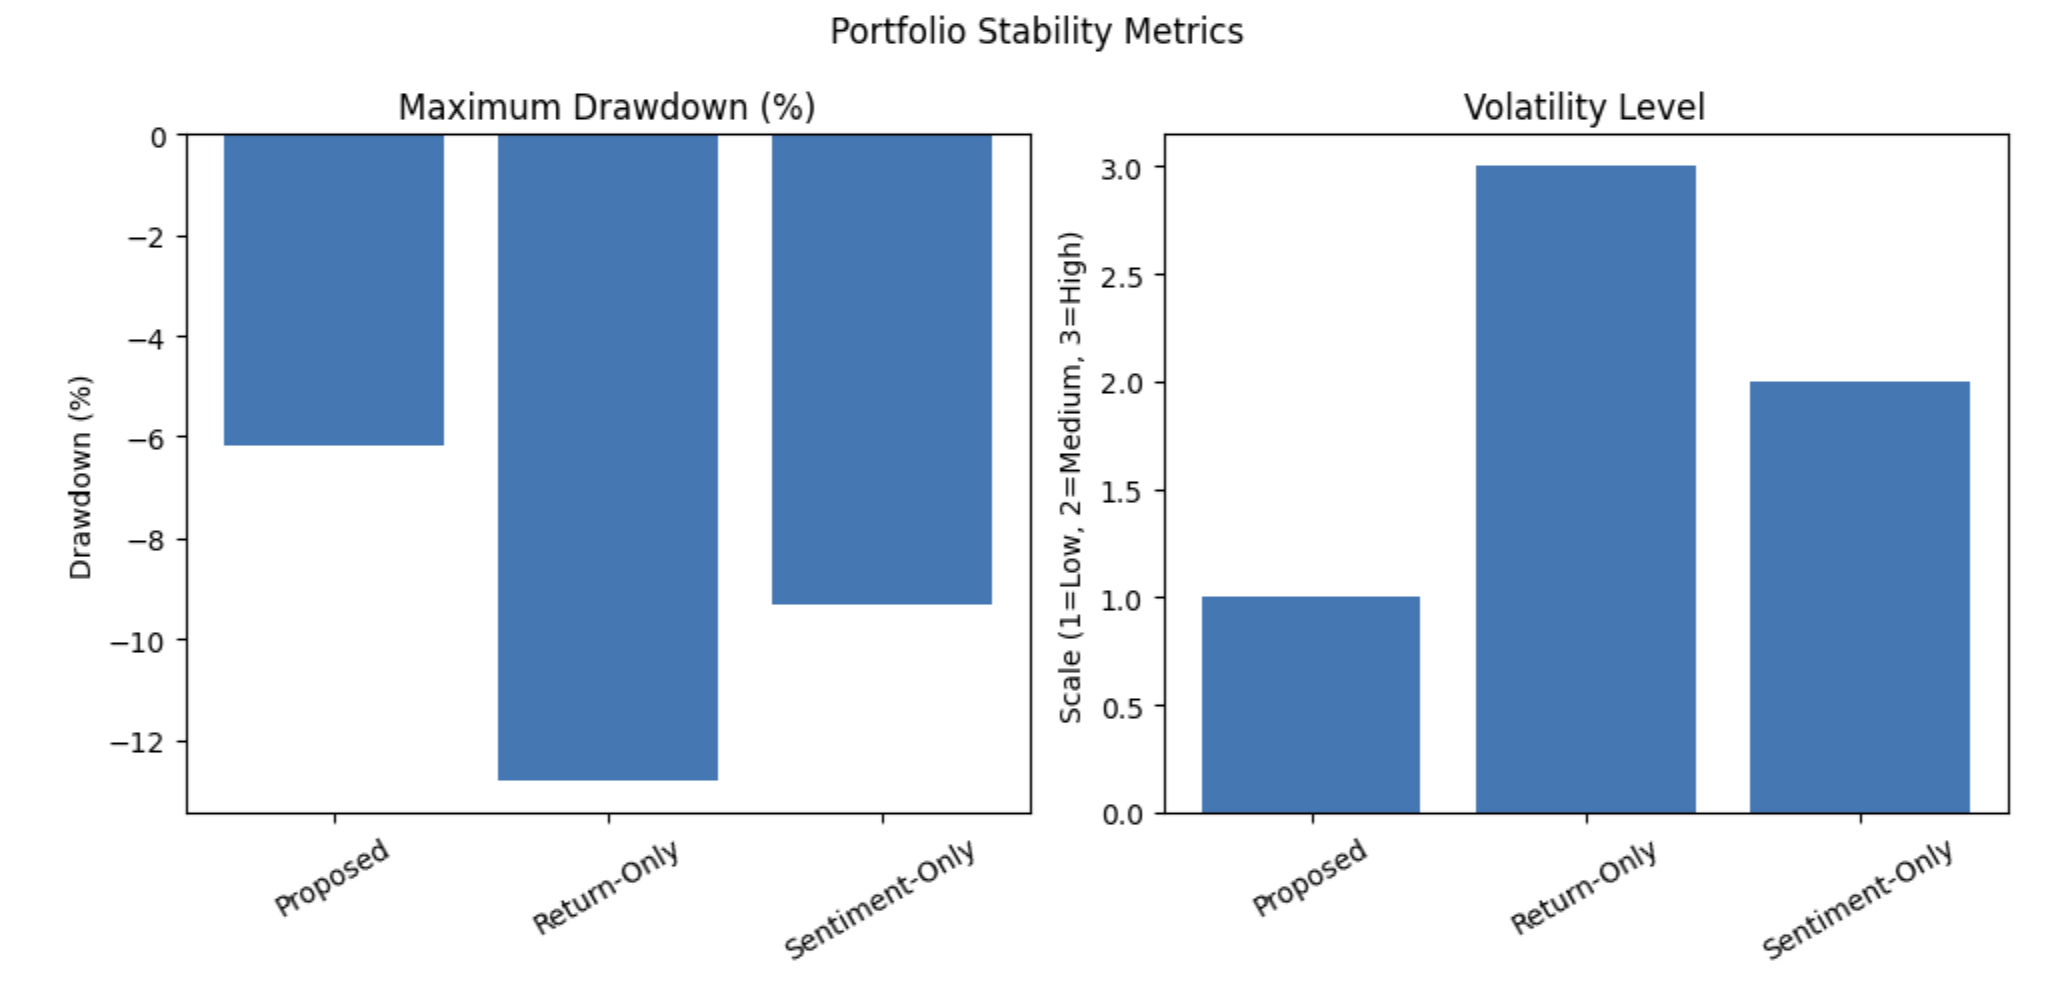 Portfolio Stability Metrics
Maximum Drawdown (%)
Drawdown (%)
0
−2
−4
−6
−8
−10
−12
Proposed
Return-Only
Sentiment-Only
Volatility Level
Scale (1=Low, 2=Medium, 3=High)
3.0
2.5
2.0
1.5
1.0
0.5
0.0
Proposed
Return-Only
Sentiment-Only